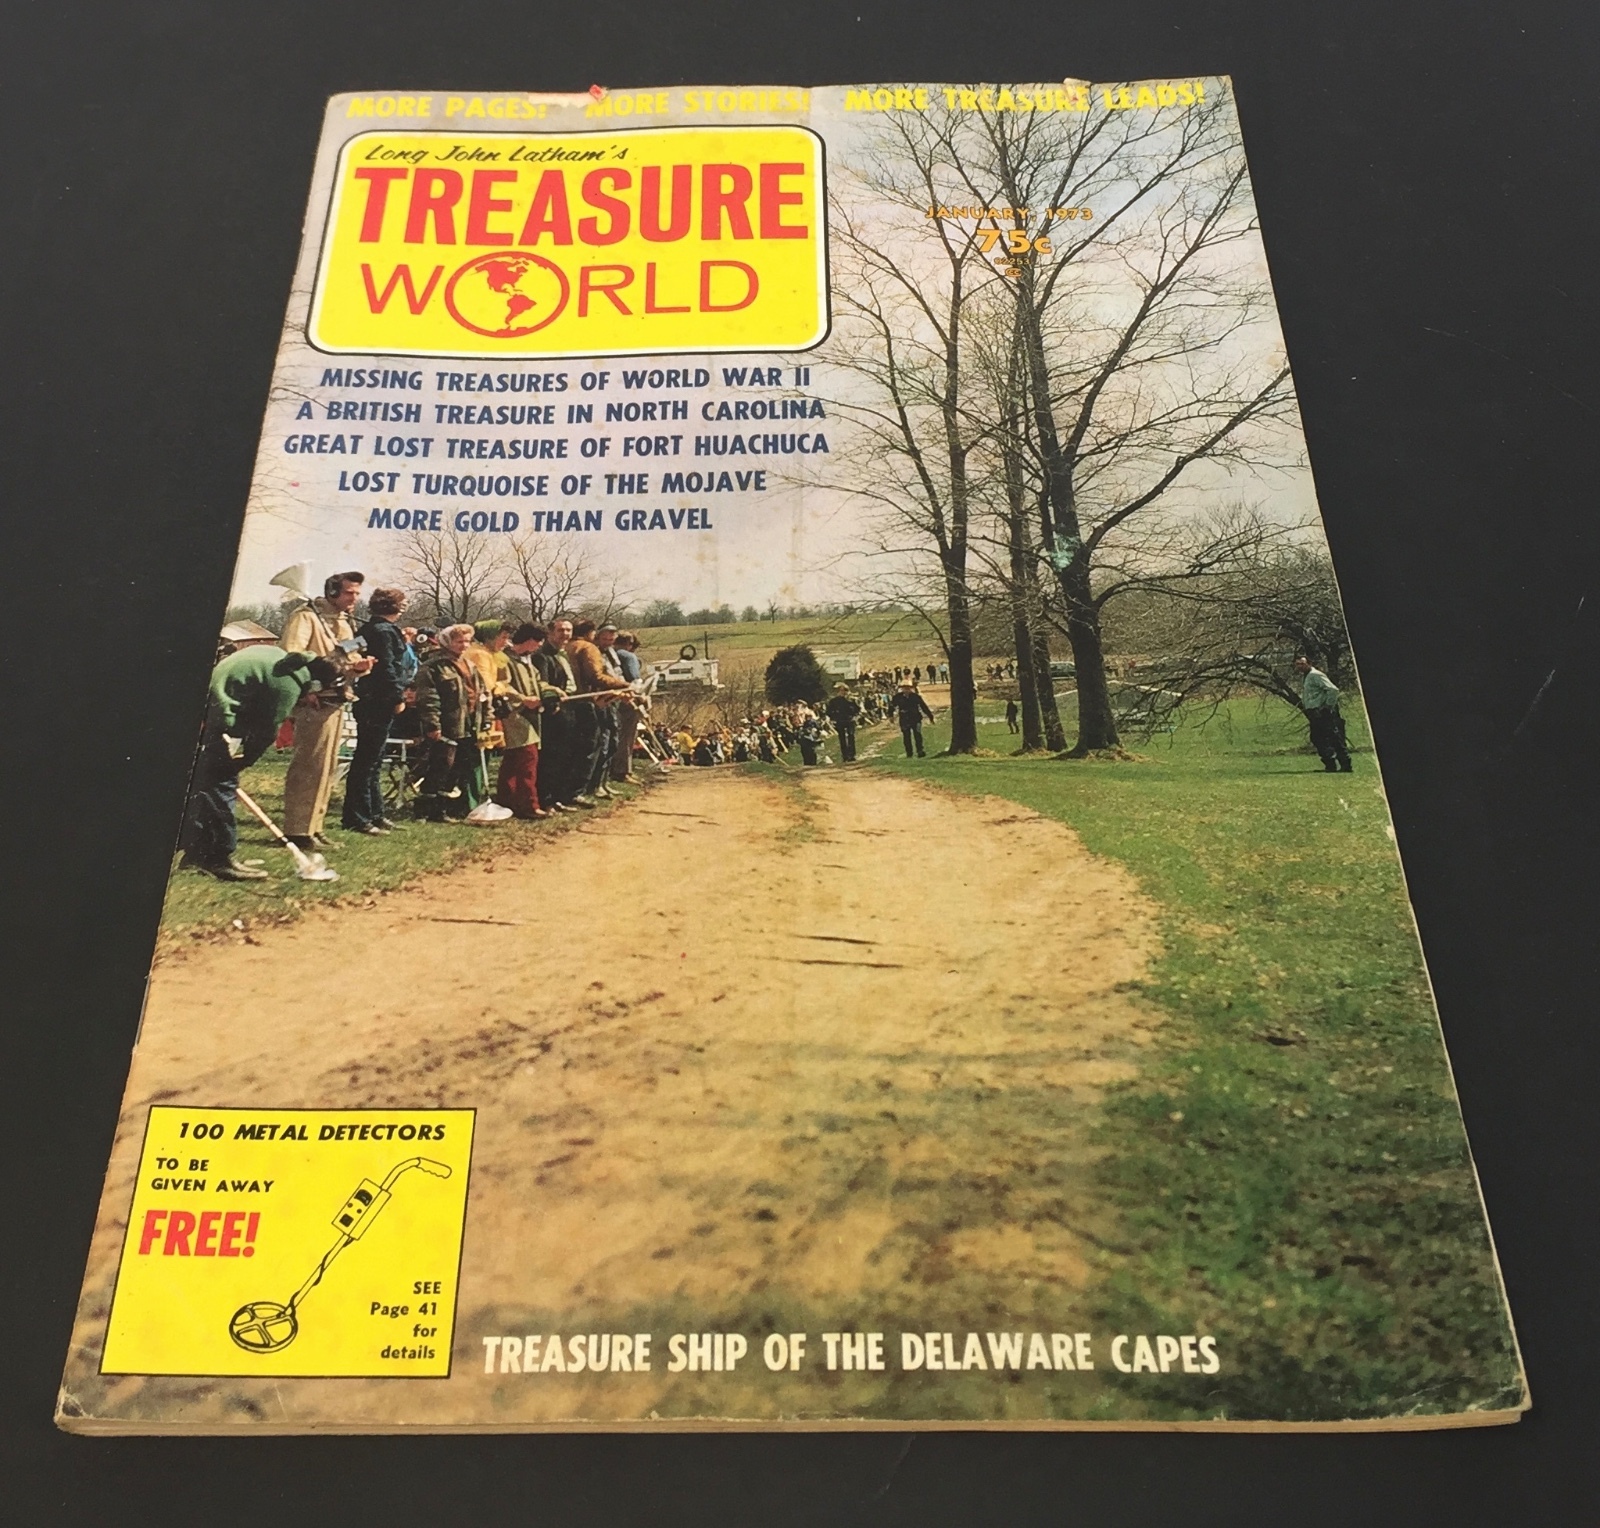 MORE PAGES! MORE STORIES! MORE TREASURE LEADS!
Long John Latham's
TREASURE
WORLD
JANUARY, 1973
75c
02253
MISSING TREASURES OF WORLD WAR II
A BRITISH TREASURE IN NORTH CAROLINA
GREAT LOST TREASURE OF FORT HUACHUCA
LOST TURQUOISE OF THE MOJAVE
MORE GOLD THAN GRAVEL
100 METAL DETECTORS
TO BE
GIVEN AWAY
FREE!
SEE
Page 41
for
details
TREASURE SHIP OF THE DELAWARE CAPES